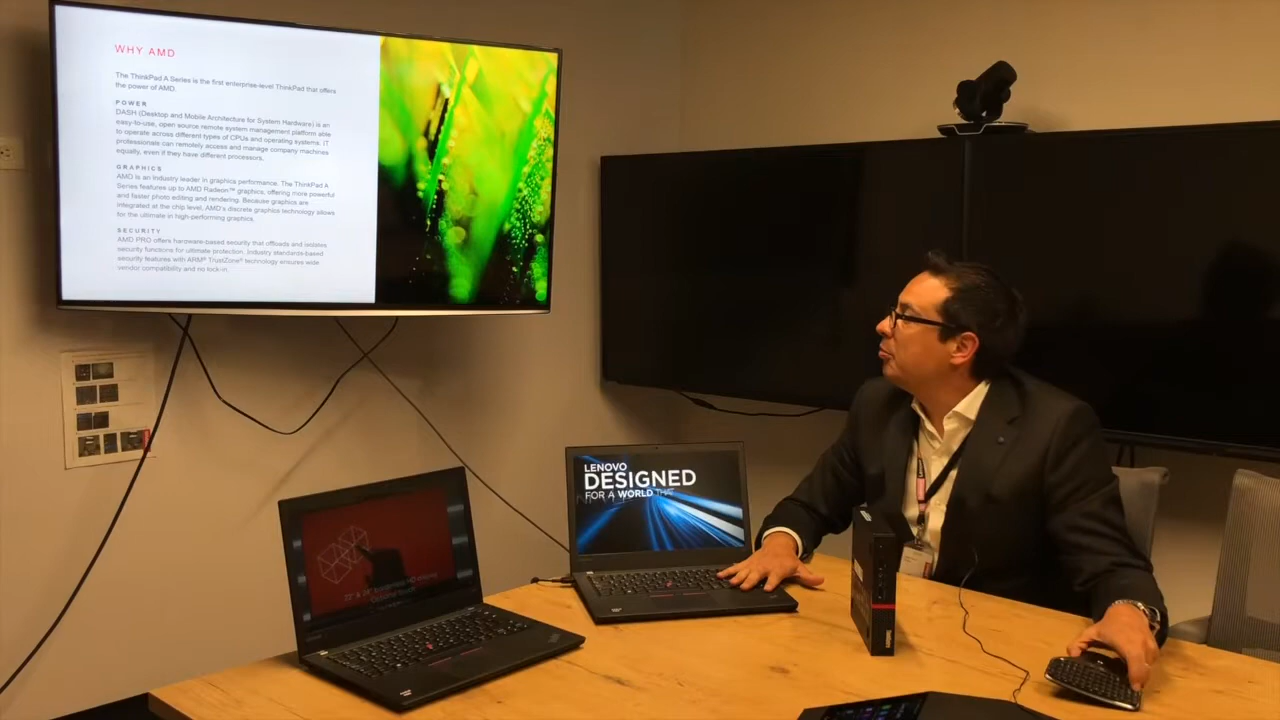 WHY AMD
The ThinkPad A Series is the first enterprise-level ThinkPad that offers
the power of AMD.
POWER
DASH (Desktop and Mobile Architecture for System Hardware) is an
easy-to-use, open source remote system management platform able
to operate across different types of CPUs and operating systems. IT
professionals can remotely access and manage company machines
equally, even if they have different processors.
GRAPHICS
AMD is an industry leader in graphics performance. The ThinkPad A
Series features up to AMD Radeon™ graphics, offering more powerful
and faster photo editing and rendering. Because graphics are
integrated at the chip level, AMD's discrete graphics technology allows
for the ultimate in high-performing graphics.
SECURITY
AMD PRO offers hardware-based security that offloads and isolates
security functions for ultimate protection. Industry standards-based
security features with ARM® TrustZone® technology ensures wide
vendor compatibility and no lock-in
LENOVO
DESIGNED
FOR A WORLD THAT
22" & 24"
Optional touch